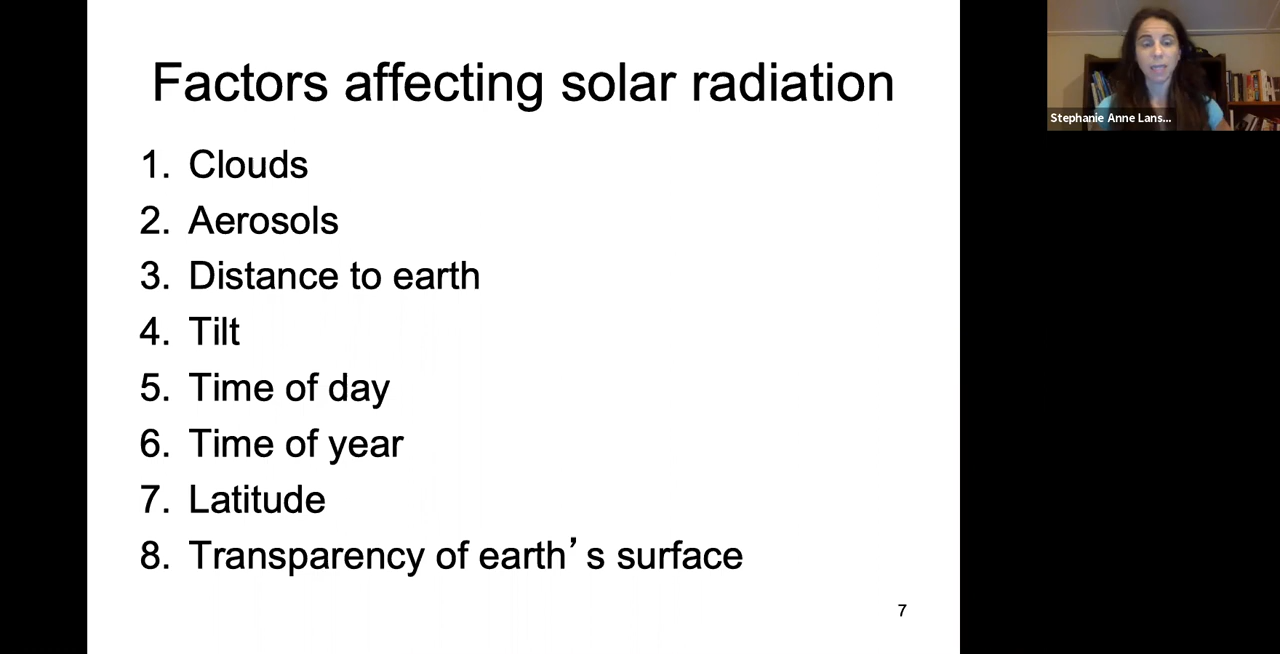 Factors affecting solar radiation
1. Clouds
2. Aerosols
3. Distance to earth
4. Tilt
5. Time of day
6. Time of year
7. Latitude
8. Transparency of earth’s surface
7
Stephanie Anne Lans...